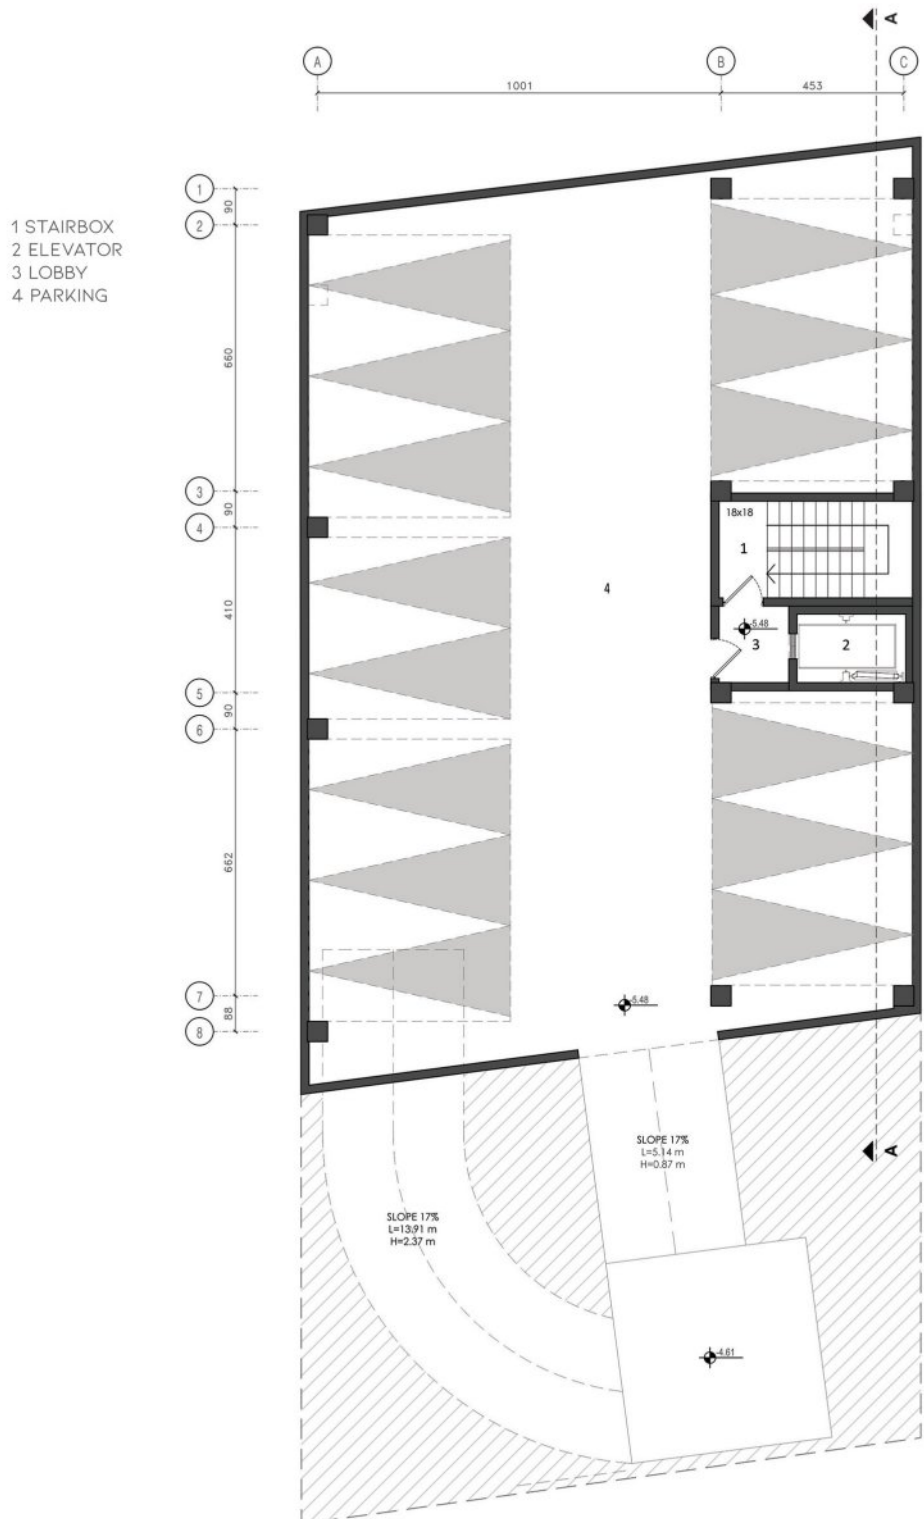 A
A
B
C
1001
453
1
90
2
1 STAIRBOX
2 ELEVATOR
3 LOBBY
4 PARKING
660
3
90
4
18x18
1
4
410
-5.48
3
2
5
90
6
662
7
-5.48
88
8
SLOPE 17%
L=5.14 m
H=0.87 m
A
SLOPE 17%
L=13.91 m
H=2.37 m
-4.61